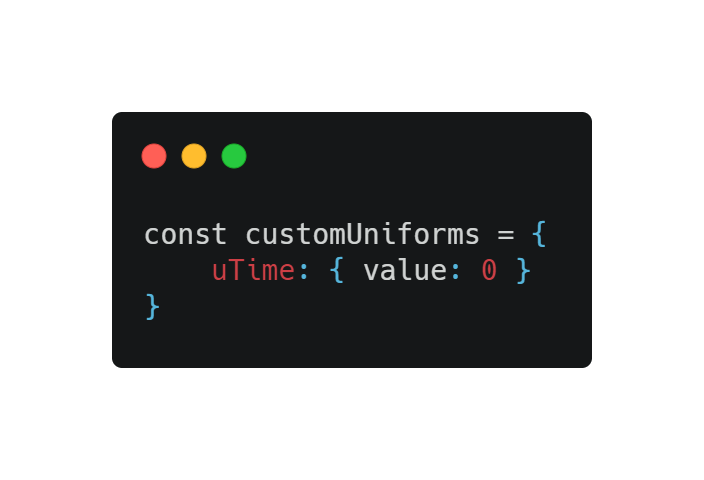 const customUniforms = {
    uTime: { value: 0 }
}